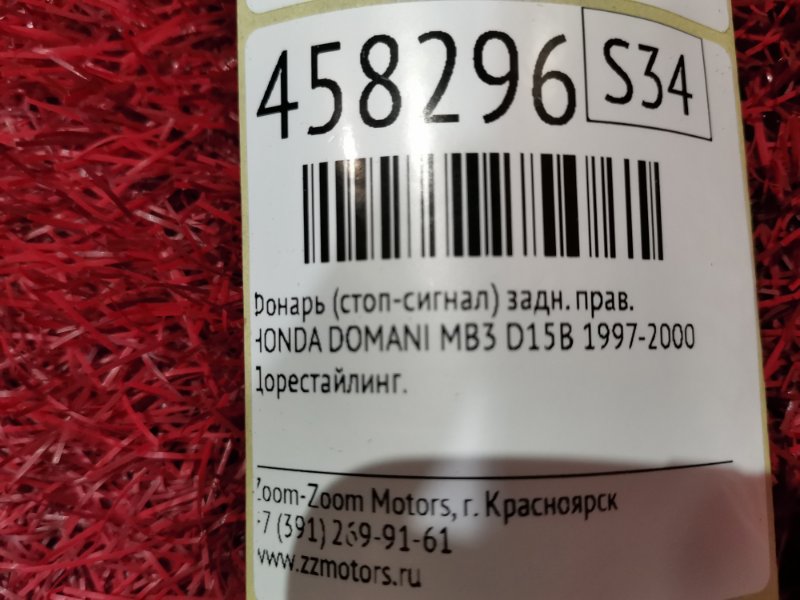 458296 S34
Фонарь (стоп-сигнал) задн. прав.
HONDA DOMANI MB3 D15B 1997-2000
Дорестайлинг.
Zoom-Zoom Motors, г. Красноярск
+7 (391) 269-91-61
www.zzmotors.ru